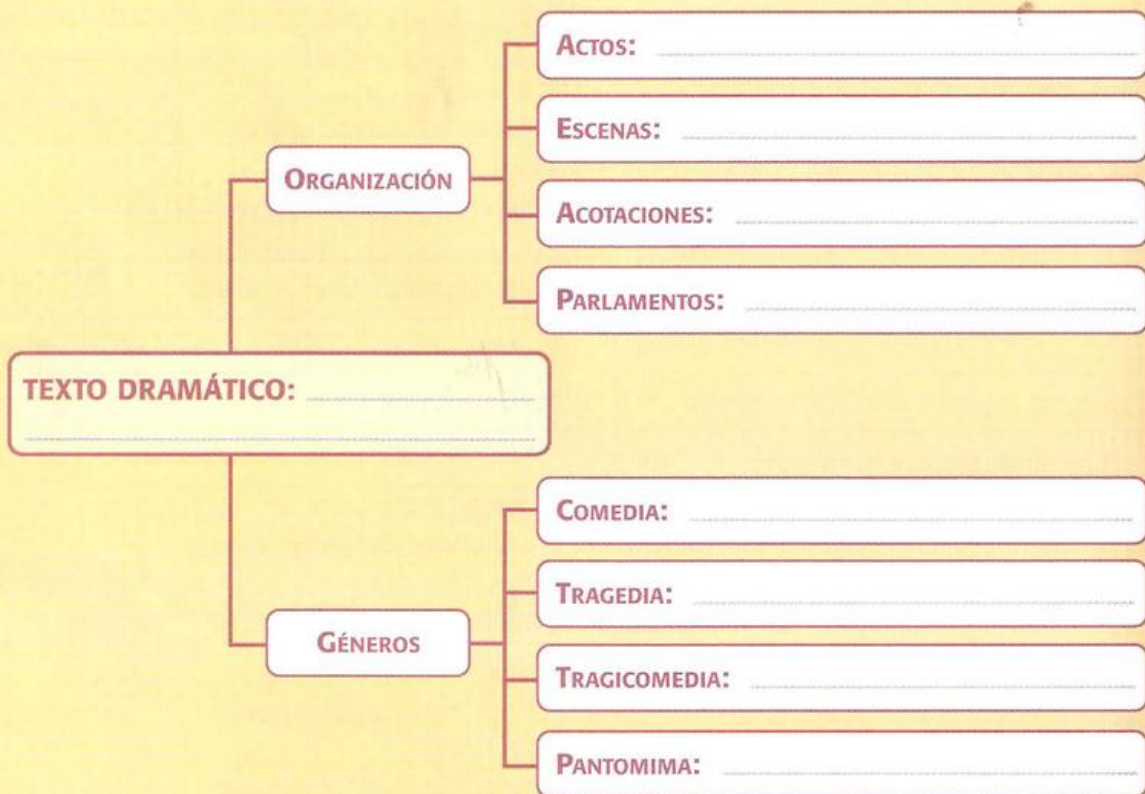 ACTOS:
ESCENAS:
ORGANIZACIÓN
ACOTACIONES:
PARLAMENTOS:
TEXTO DRAMÁTICO:
COMEDIA:
TRAGEDIA:
GÉNEROS
TRAGICOMEDIA:
PANTOMIMA: